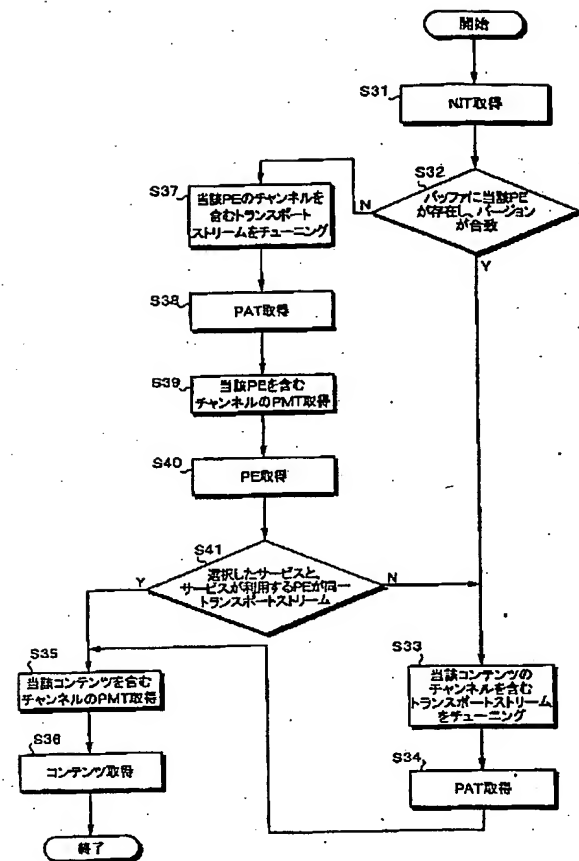 開始
S31
NIT取得
S32
バッファに当該PE
が存在し、バージョン
が合致
N
Y
S37
当該PEのチャンネルを
含むトランスポート
ストリームをチューニング
S38
PAT取得
S39
当該PEを含む
チャンネルのPMT取得
S40
PE取得
S41
選択したサービスと、
サービスが利用するPEが同一
トランスポートストリーム
Y
N
S33
当該コンテンツの
チャンネルを含む
トランスポートストリーム
をチューニング
S34
PAT取得
S35
当該コンテンツを含む
チャンネルのPMT取得
S36
コンテンツ取得
終了